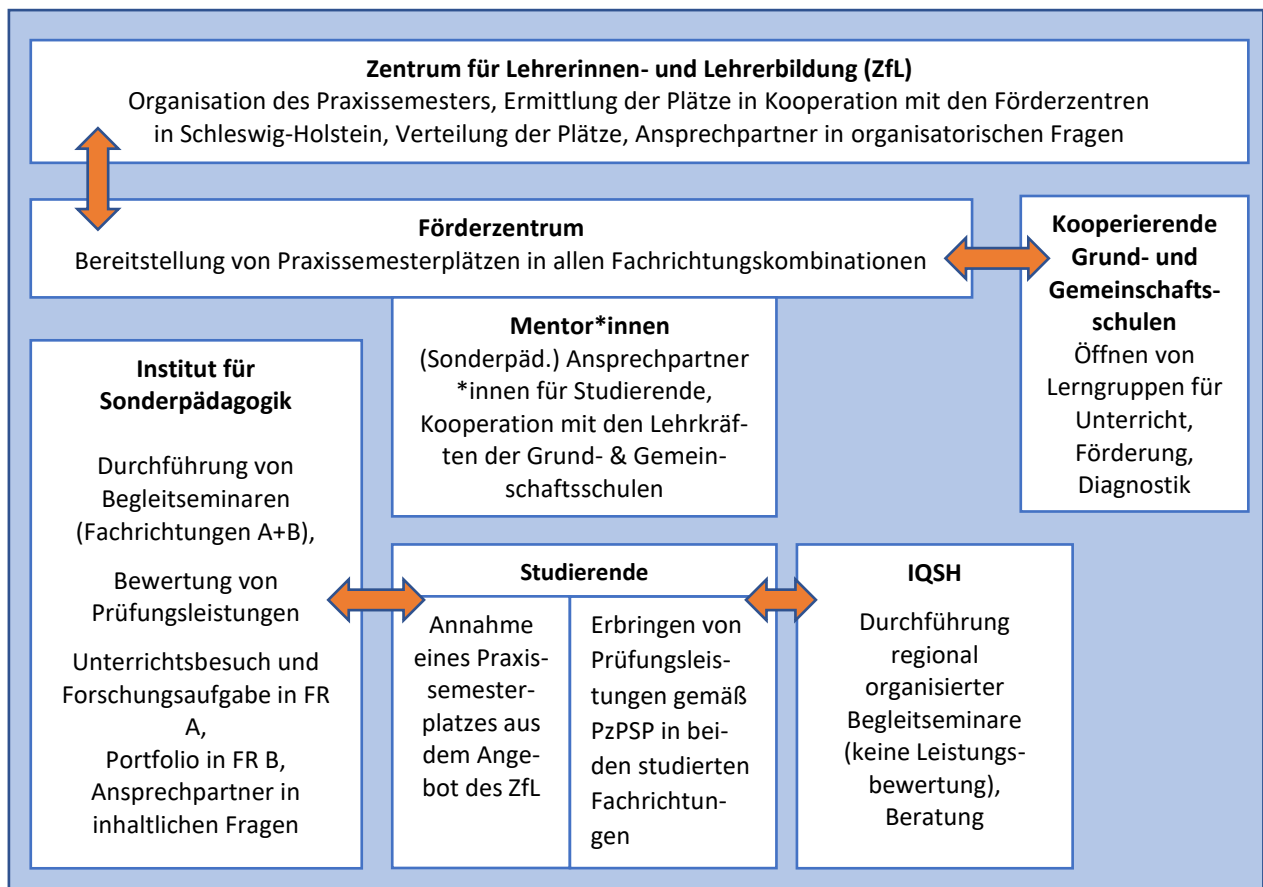 Zentrum für Lehrerinnen- und Lehrerbildung (ZfL)
Organisation des Praxissemesters, Ermittlung der Plätze in Kooperation mit den Förderzentren
in Schleswig-Holstein, Verteilung der Plätze, Ansprechpartner in organisatorischen Fragen
Förderzentrum
Bereitstellung von Praxissemesterplätzen in allen Fachrichtungskombinationen
Kooperierende
Grund- und
Gemeinschafts-
schulen
Öffnen von
Lerngruppen für
Unterricht,
Förderung,
Diagnostik
Mentor*innen
(Sonderpäd.) Ansprechpartner
*innen für Studierende,
Kooperation mit den Lehrkräf-
ten der Grund- & Gemein-
schaftsschulen
Institut für
Sonderpädagogik
Durchführung von
Begleitseminaren
(Fachrichtungen A+B),
Bewertung von
Prüfungsleistungen
Unterrichtsbesuch und
Forschungsaufgabe in FR
A,
Portfolio in FR B,
Ansprechpartner in
inhaltlichen Fragen
Studierende
Annahme
eines Praxis-
semester-
platzes aus
dem Ange-
bot des ZfL
Erbringen von
Prüfungsleis-
tungen gemäß
PzPSP in bei-
den studierten
Fachrichtun-
gen
IQSH
Durchführung
regional
organisierter
Begleitseminare
(keine Leistungs-
bewertung),
Beratung